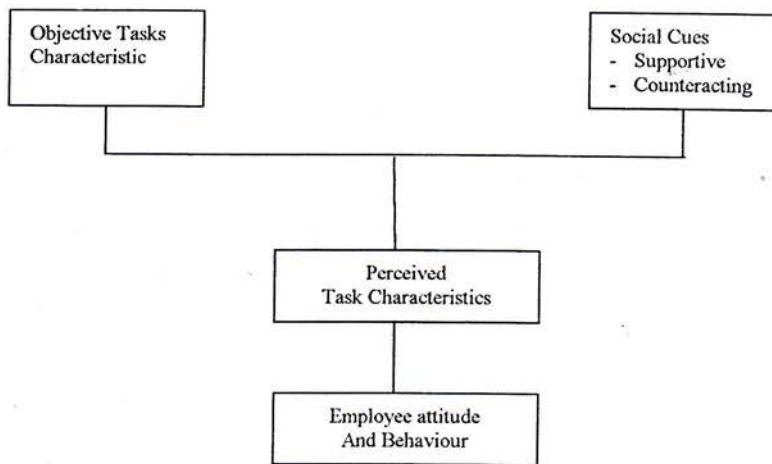 Objective Tasks
Characteristic
Social Cues
- Supportive
- Counteracting
Perceived
Task Characteristics
Employee attitude
And Behaviour